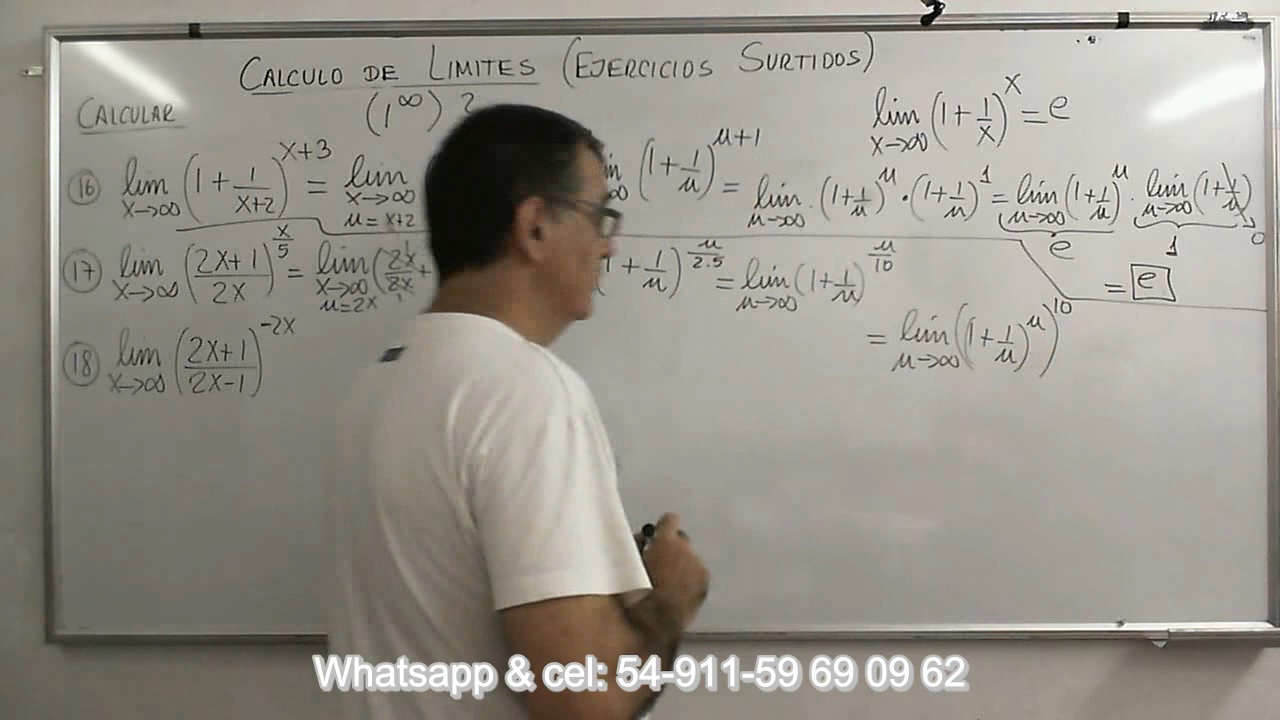 CALCULO DE LIMITES (EJERCICIOS SURTIDOS)
CALCULAR (1^∞) ?
lim x→∞ (1 + 1/x)^x = e
(16) lim x→∞ (1 + 1/(x+2))^(x+3) = lim x→∞ u = x+2 (1 + 1/u)^(u+1) = lim u→∞ (1 + 1/u)^u · (1 + 1/u)^1 = lim u→∞ (1 + 1/u)^u · lim u→∞ (1 + 1/u)
e 1 0
= e
(17) lim x→∞ ((2x+1)/2x)^(x/5) = lim x→∞ u = 2x (2x/2x + 1 + 1/u)^(u/2.5) = lim u→∞ (1 + 1/u)^(u/10)
= lim u→∞ ((1 + 1/u)^u)^10
(18) lim x→∞ ((2x+1)/(2x-1))^(-2x)
Whatsapp & cel: 54-911-59 69 09 62